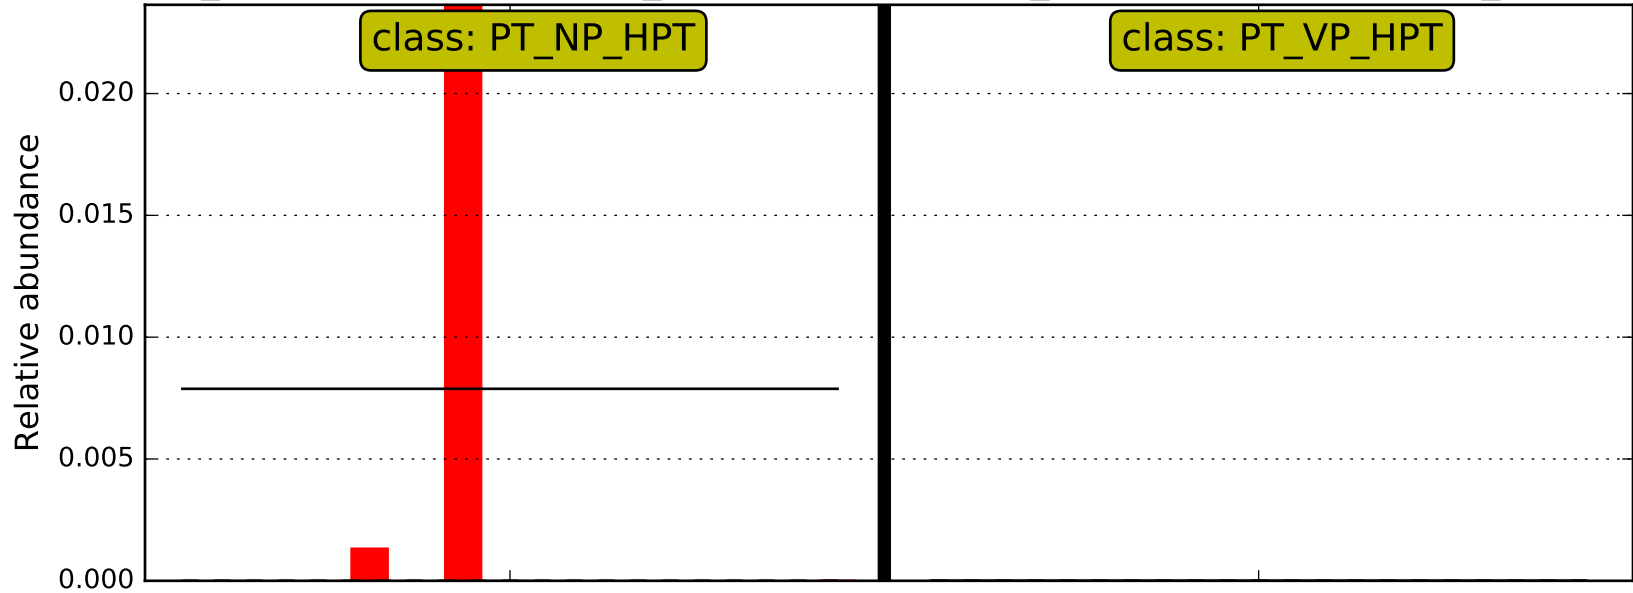 class: PT_NP_HPT
class: PT_VP_HPT
0.020
0.015
0.010
0.005
0.000
Relative abundance